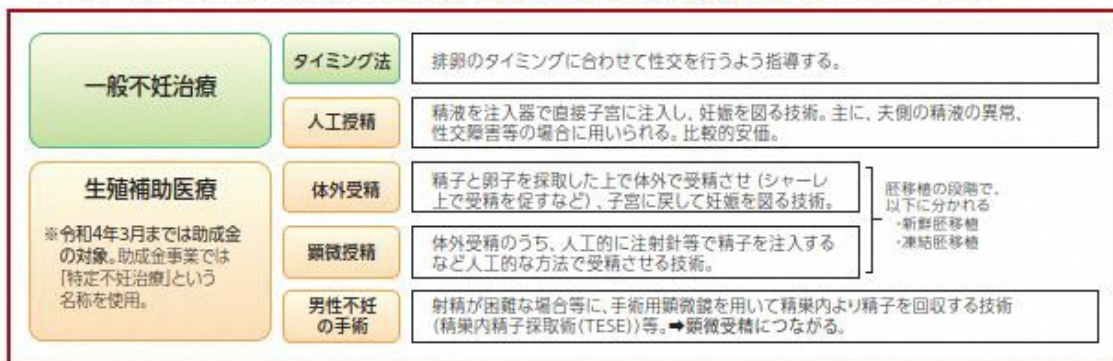 一般不妊治療
タイミング法
排卵のタイミングに合わせて性交を行うよう指導する。
人工授精
精液を注入器で直接子宮に注入し、妊娠を図る技術。主に、夫側の精液の異常、
性交障害等の場合に用いられる。比較的安価。
生殖補助医療
※令和4年3月までは助成金
の対象。助成金事業では
「特定不妊治療」という
名称を使用。
体外受精
精子と卵子を採取した上で体外で受精させ(シャーレ
上で受精を促すなど)、子宮に戻して妊娠を図る技術。
顕微授精
体外受精のうち、人工的に注射針等で精子を注入する
など人工的な方法で受精させる技術。
胚移植の段階で、
以下に分かれる
・新鮮胚移植
・凍結胚移植
男性不妊
の手術
射精が困難な場合等に、手術用顕微鏡を用いて精巣内より精子を回収する技術
(精巣内精子採取術(TESE))等。➡顕微受精につながる。